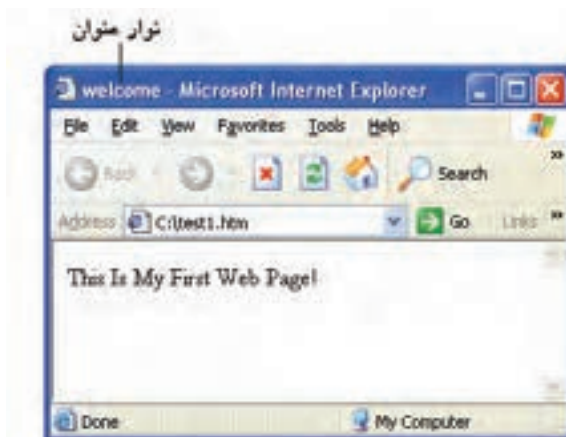 نوار عنوان
welcome - Microsoft Internet Explorer
File Edit View Favorites Tools Help
Back Search »
Address C:\test1.htm Go Links »
This Is My First Web Page!
Done My Computer